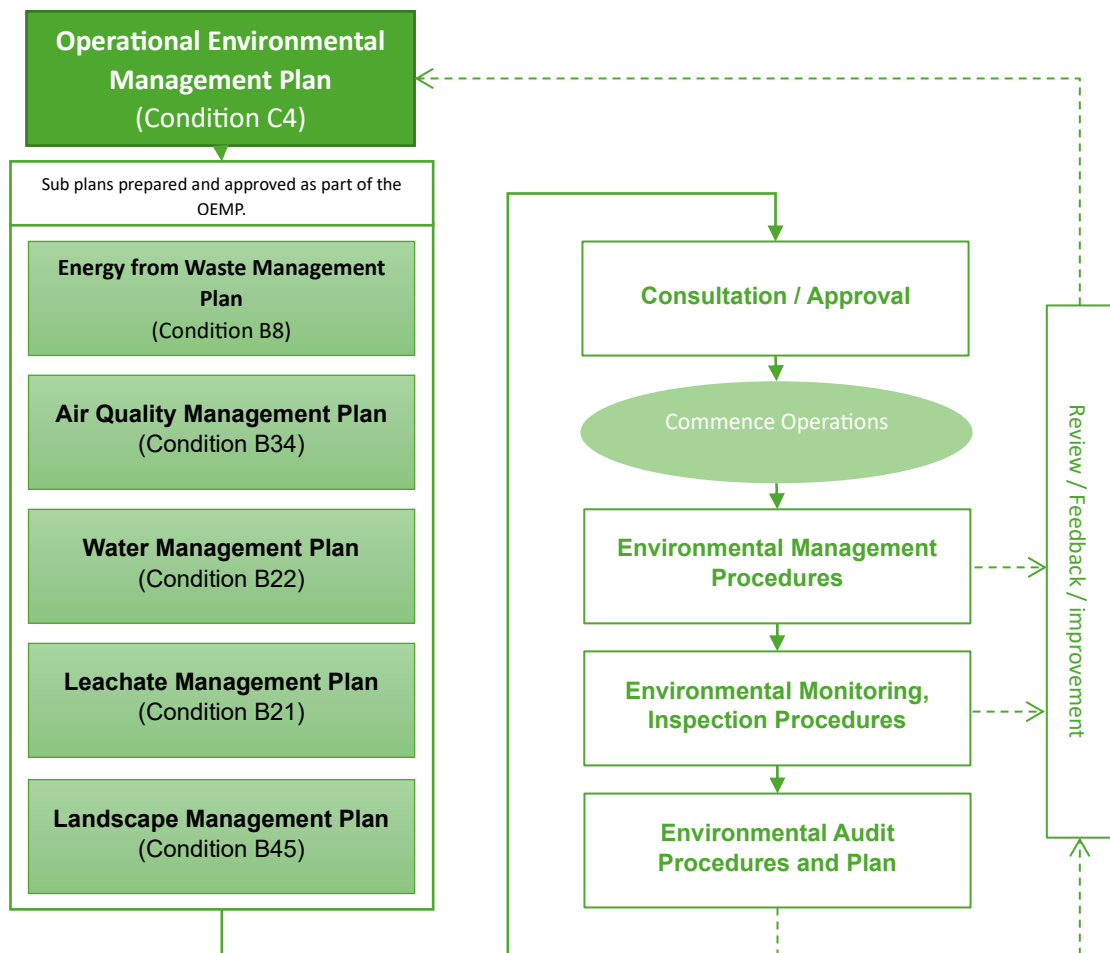 Operational Environmental
Management Plan
(Condition C4)
Sub plans prepared and approved as part of the
OEMP.
Energy from Waste Management
Plan
(Condition B8)
Air Quality Management Plan
(Condition B34)
Water Management Plan
(Condition B22)
Leachate Management Plan
(Condition B21)
Landscape Management Plan
(Condition B45)
Consultation / Approval
Commence Operations
Environmental Management
Procedures
Environmental Monitoring,
Inspection Procedures
Environmental Audit
Procedures and Plan
Review / Feedback / improvement